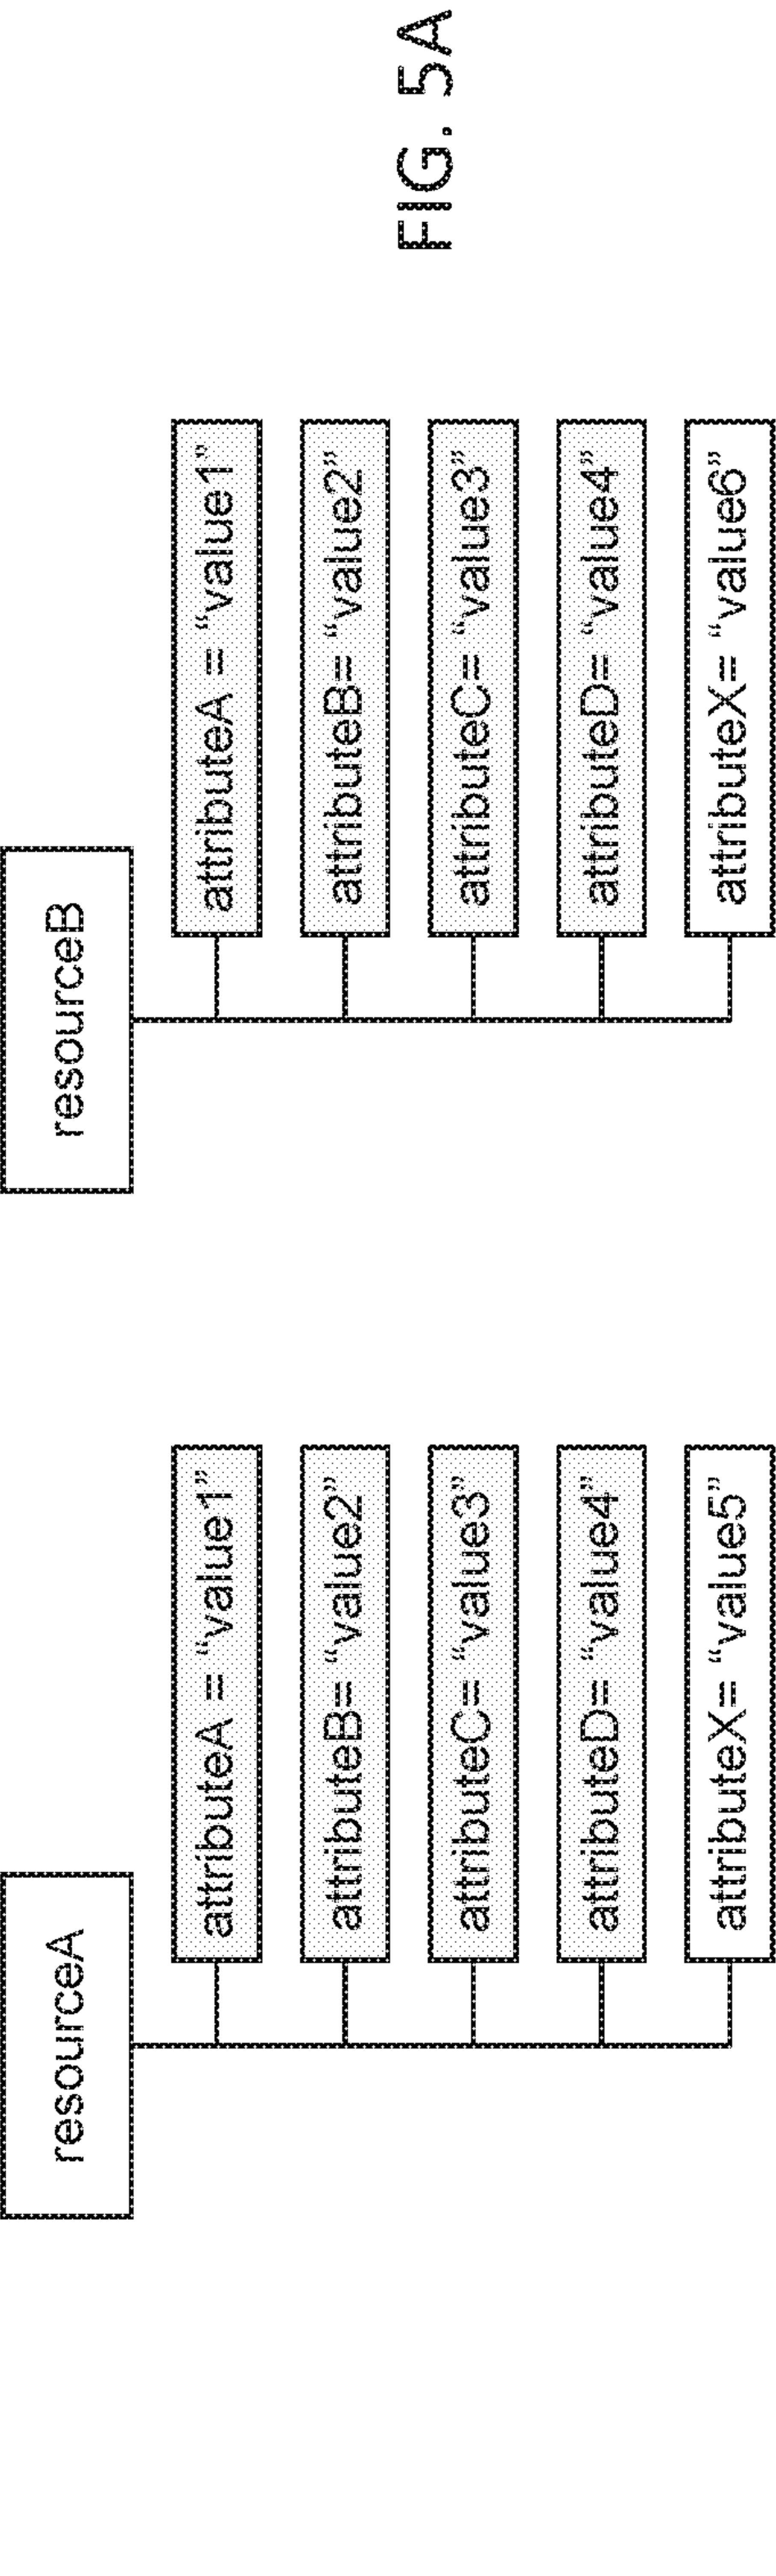 resourceA
attributeA = “value1”
attributeB= “value2”
attributeC= “value3”
attributeD= “value4”
attributeX= “value5”
resourceB
attributeA = “value1”
attributeB= “value2”
attributeC= “value3”
attributeD= “value4”
attributeX= “value6”
FIG. 5A